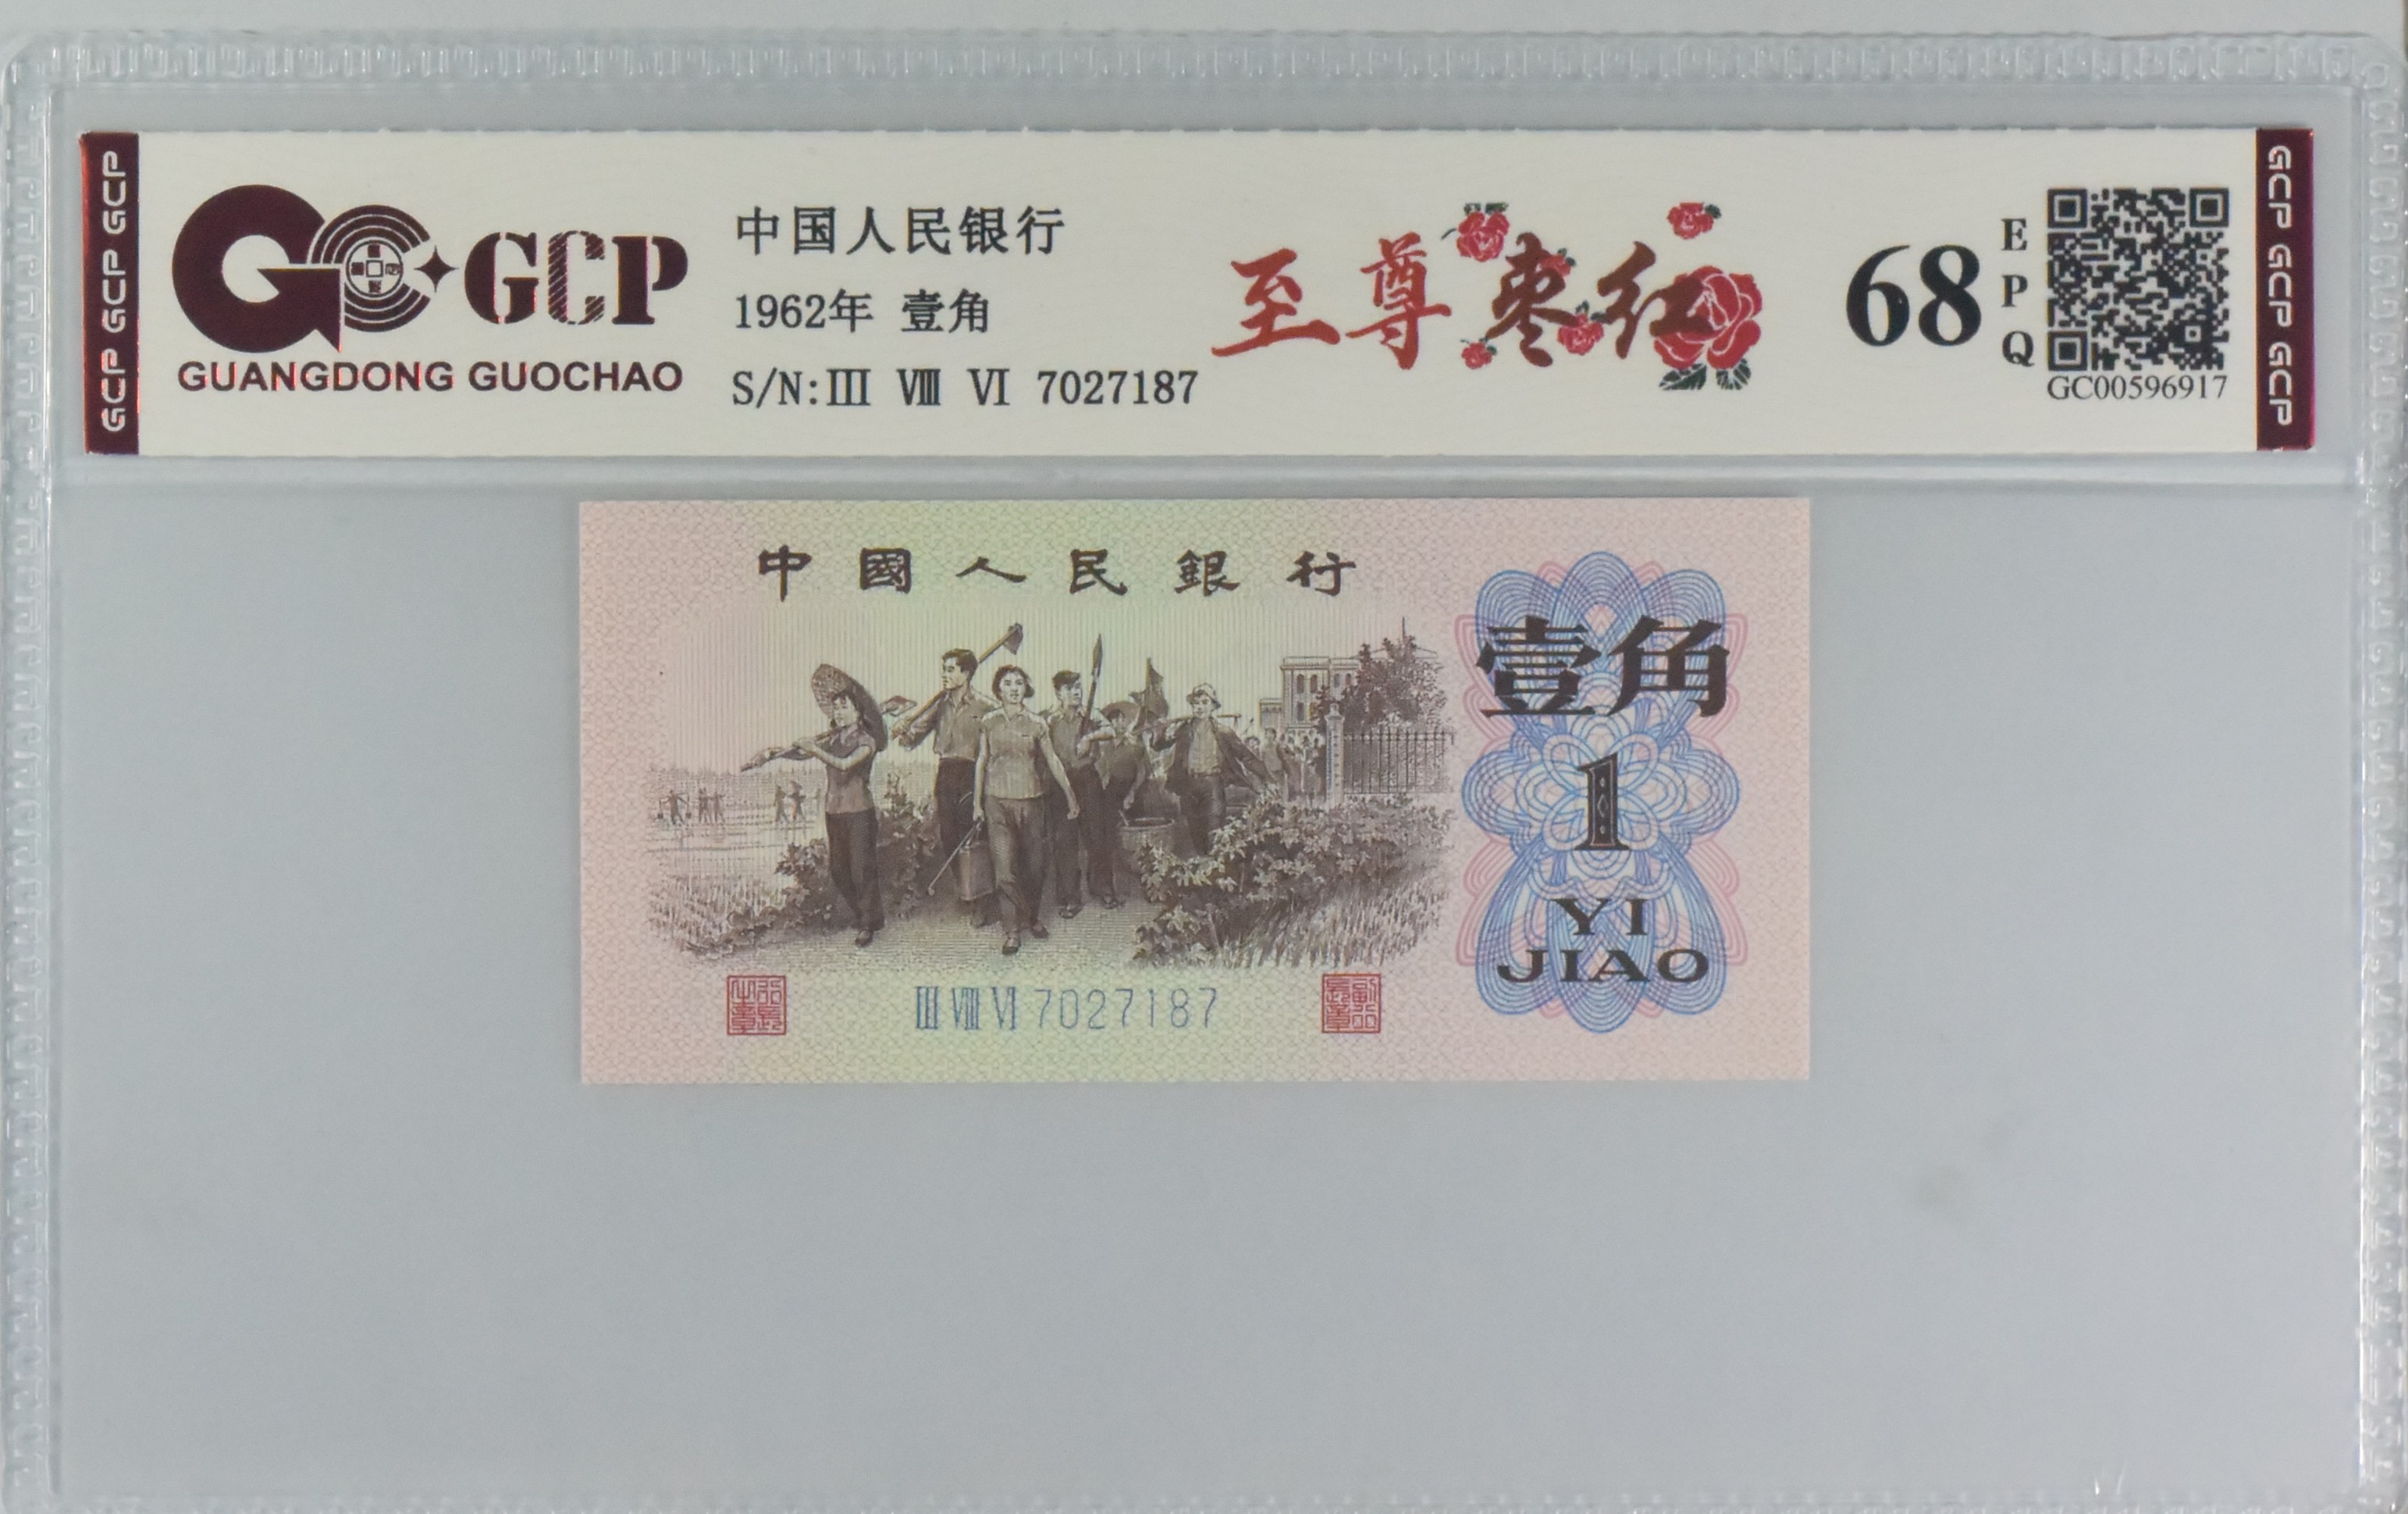 GCP GCP GCP
GCP
GUANGDONG GUOCHAO
中国人民银行
1962年 壹角
S/N:Ⅲ Ⅷ Ⅵ 7027187
至尊枣红
68
EPQ
GC00596917
GCP GCP GCP
中國人民銀行
壹角
1
YI
JIAO
Ⅲ Ⅷ Ⅵ 7027187